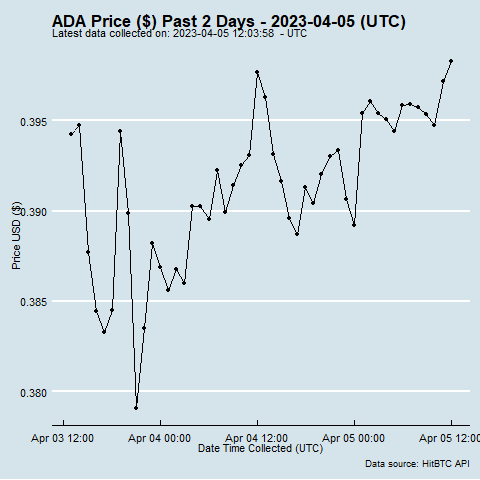 ADA Price ($) Past 2 Days - 2023-04-05 (UTC)
Latest data collected on: 2023-04-05 12:03:58 - UTC
0.395
0.390
0.385
0.380
Price USD ($)
Apr 03 12:00 Apr 04 00:00 Apr 04 12:00 Apr 05 00:00 Apr 05 12:00
Date Time Collected (UTC)
Data source: HitBTC API